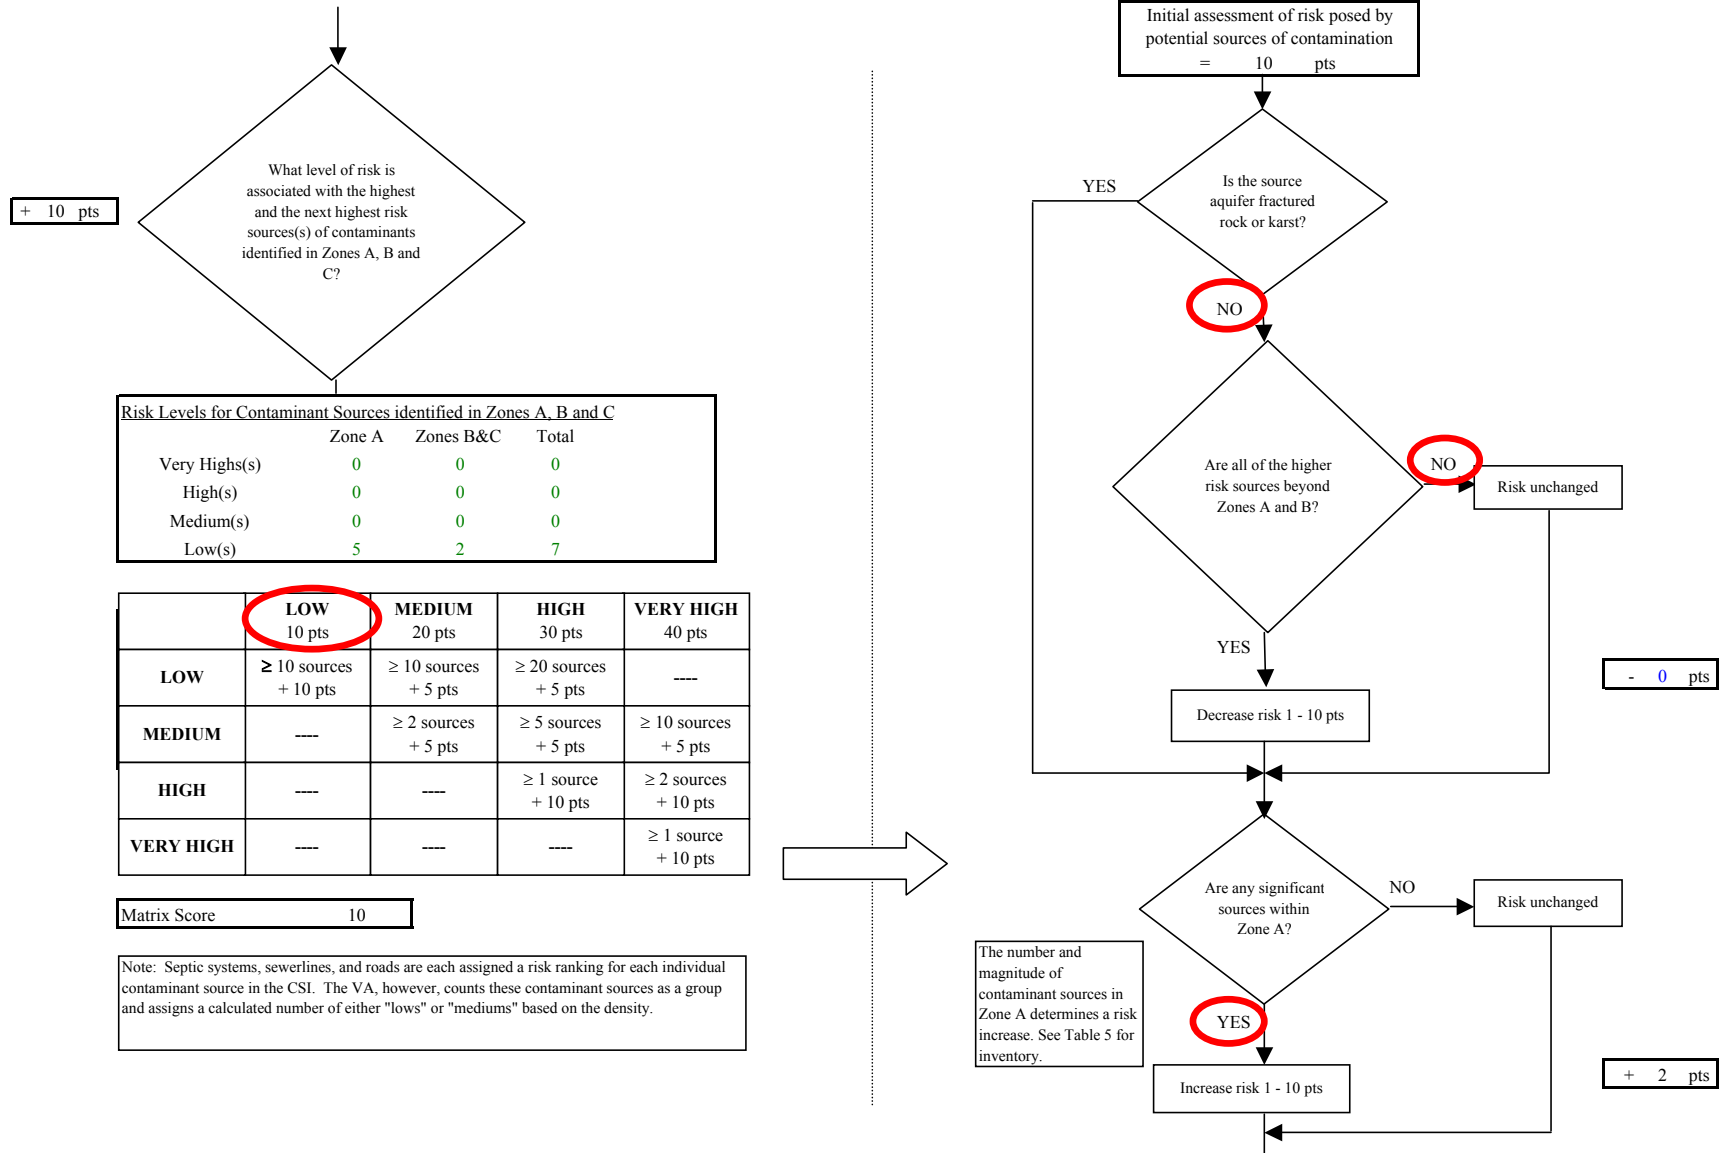 What level of risk is
associated with the highest
and the next highest risk
sources(s) of contaminants
identified in Zones A, B and
C?
+ 10 pts
Risk Levels for Contaminant Sources identified in Zones A, B and C
Zone A Zones B&C Total
Very Highs(s) 0 0 0
High(s) 0 0 0
Medium(s) 0 0 0
Low(s) 5 2 7
LOW MEDIUM HIGH VERY HIGH
10 pts 20 pts 30 pts 40 pts
LOW ≥ 10 sources ≥ 10 sources ≥ 20 sources ----
+ 10 pts + 5 pts + 5 pts
MEDIUM ---- ≥ 2 sources ≥ 5 sources ≥ 10 sources
+ 5 pts + 5 pts + 5 pts
HIGH ---- ---- ≥ 1 source ≥ 2 sources
+ 10 pts + 10 pts
VERY HIGH ---- ---- ---- ≥ 1 source
+ 10 pts
Matrix Score 10
Note: Septic systems, sewerlines, and roads are each assigned a risk ranking for each individual
contaminant source in the CSI. The VA, however, counts these contaminant sources as a group
and assigns a calculated number of either "lows" or "mediums" based on the density.
Initial assessment of risk posed by
potential sources of contamination
= 10 pts
Is the source
aquifer fractured
rock or karst?
YES
NO
Are all of the higher
risk sources beyond
Zones A and B?
NO
Risk unchanged
YES
Decrease risk 1 - 10 pts
- 0 pts
Are any significant
sources within
Zone A?
NO
Risk unchanged
The number and
magnitude of
contaminant sources in
Zone A determines a risk
increase. See Table 5 for
inventory.
YES
Increase risk 1 - 10 pts
+ 2 pts